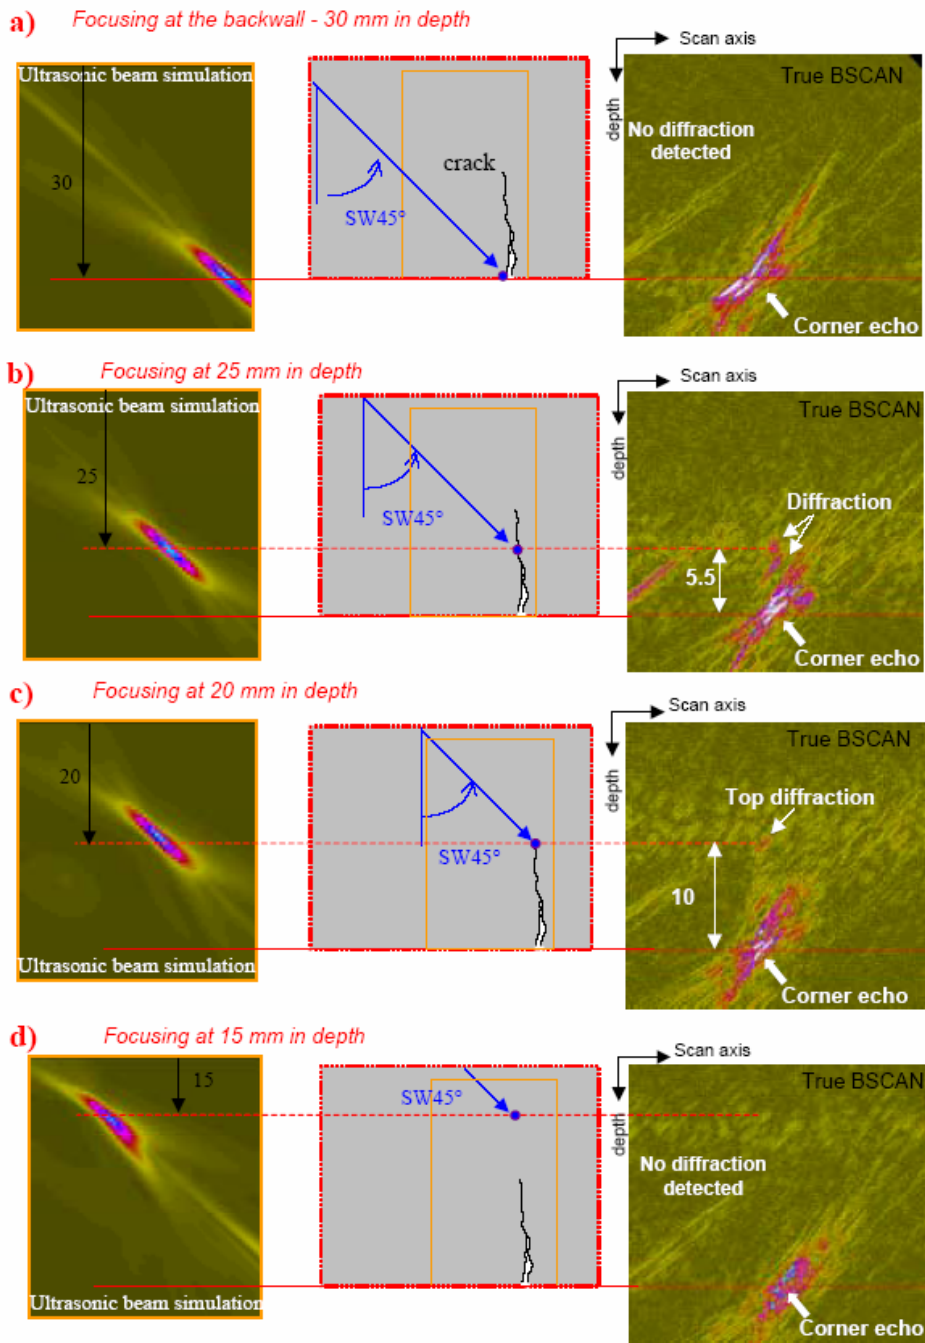 a) Focusing at the backwall - 30 mm in depth
Ultrasonic beam simulation
30
crack
SW45°
Scan axis
depth
True BSCAN
No diffraction
detected
Corner echo
b) Focusing at 25 mm in depth
Ultrasonic beam simulation
25
SW45°
Scan axis
depth
True BSCAN
Diffraction
5.5
Corner echo
c) Focusing at 20 mm in depth
20
Ultrasonic beam simulation
SW45°
Scan axis
depth
True BSCAN
Top diffraction
10
Corner echo
d) Focusing at 15 mm in depth
15
Ultrasonic beam simulation
SW45°
Scan axis
depth
True BSCAN
No diffraction
detected
Corner echo